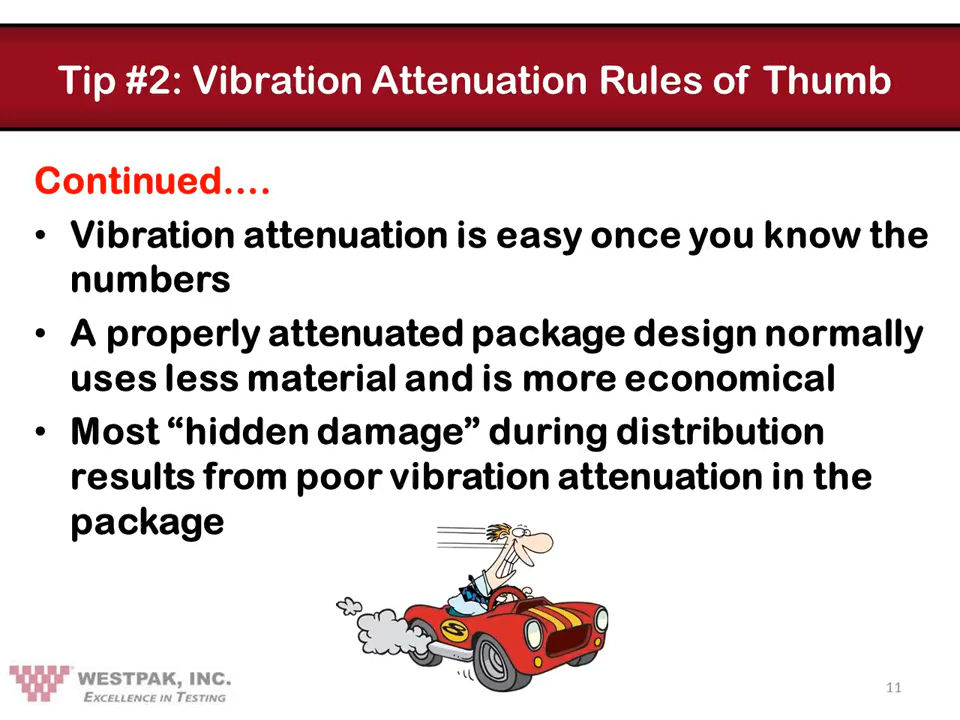 Tip #2: Vibration Attenuation Rules of Thumb
Continued....
• Vibration attenuation is easy once you know the
numbers
• A properly attenuated package design normally
uses less material and is more economical
• Most “hidden damage” during distribution
results from poor vibration attenuation in the
package
WESTPAK, INC.
EXCELLENCE IN TESTING
11